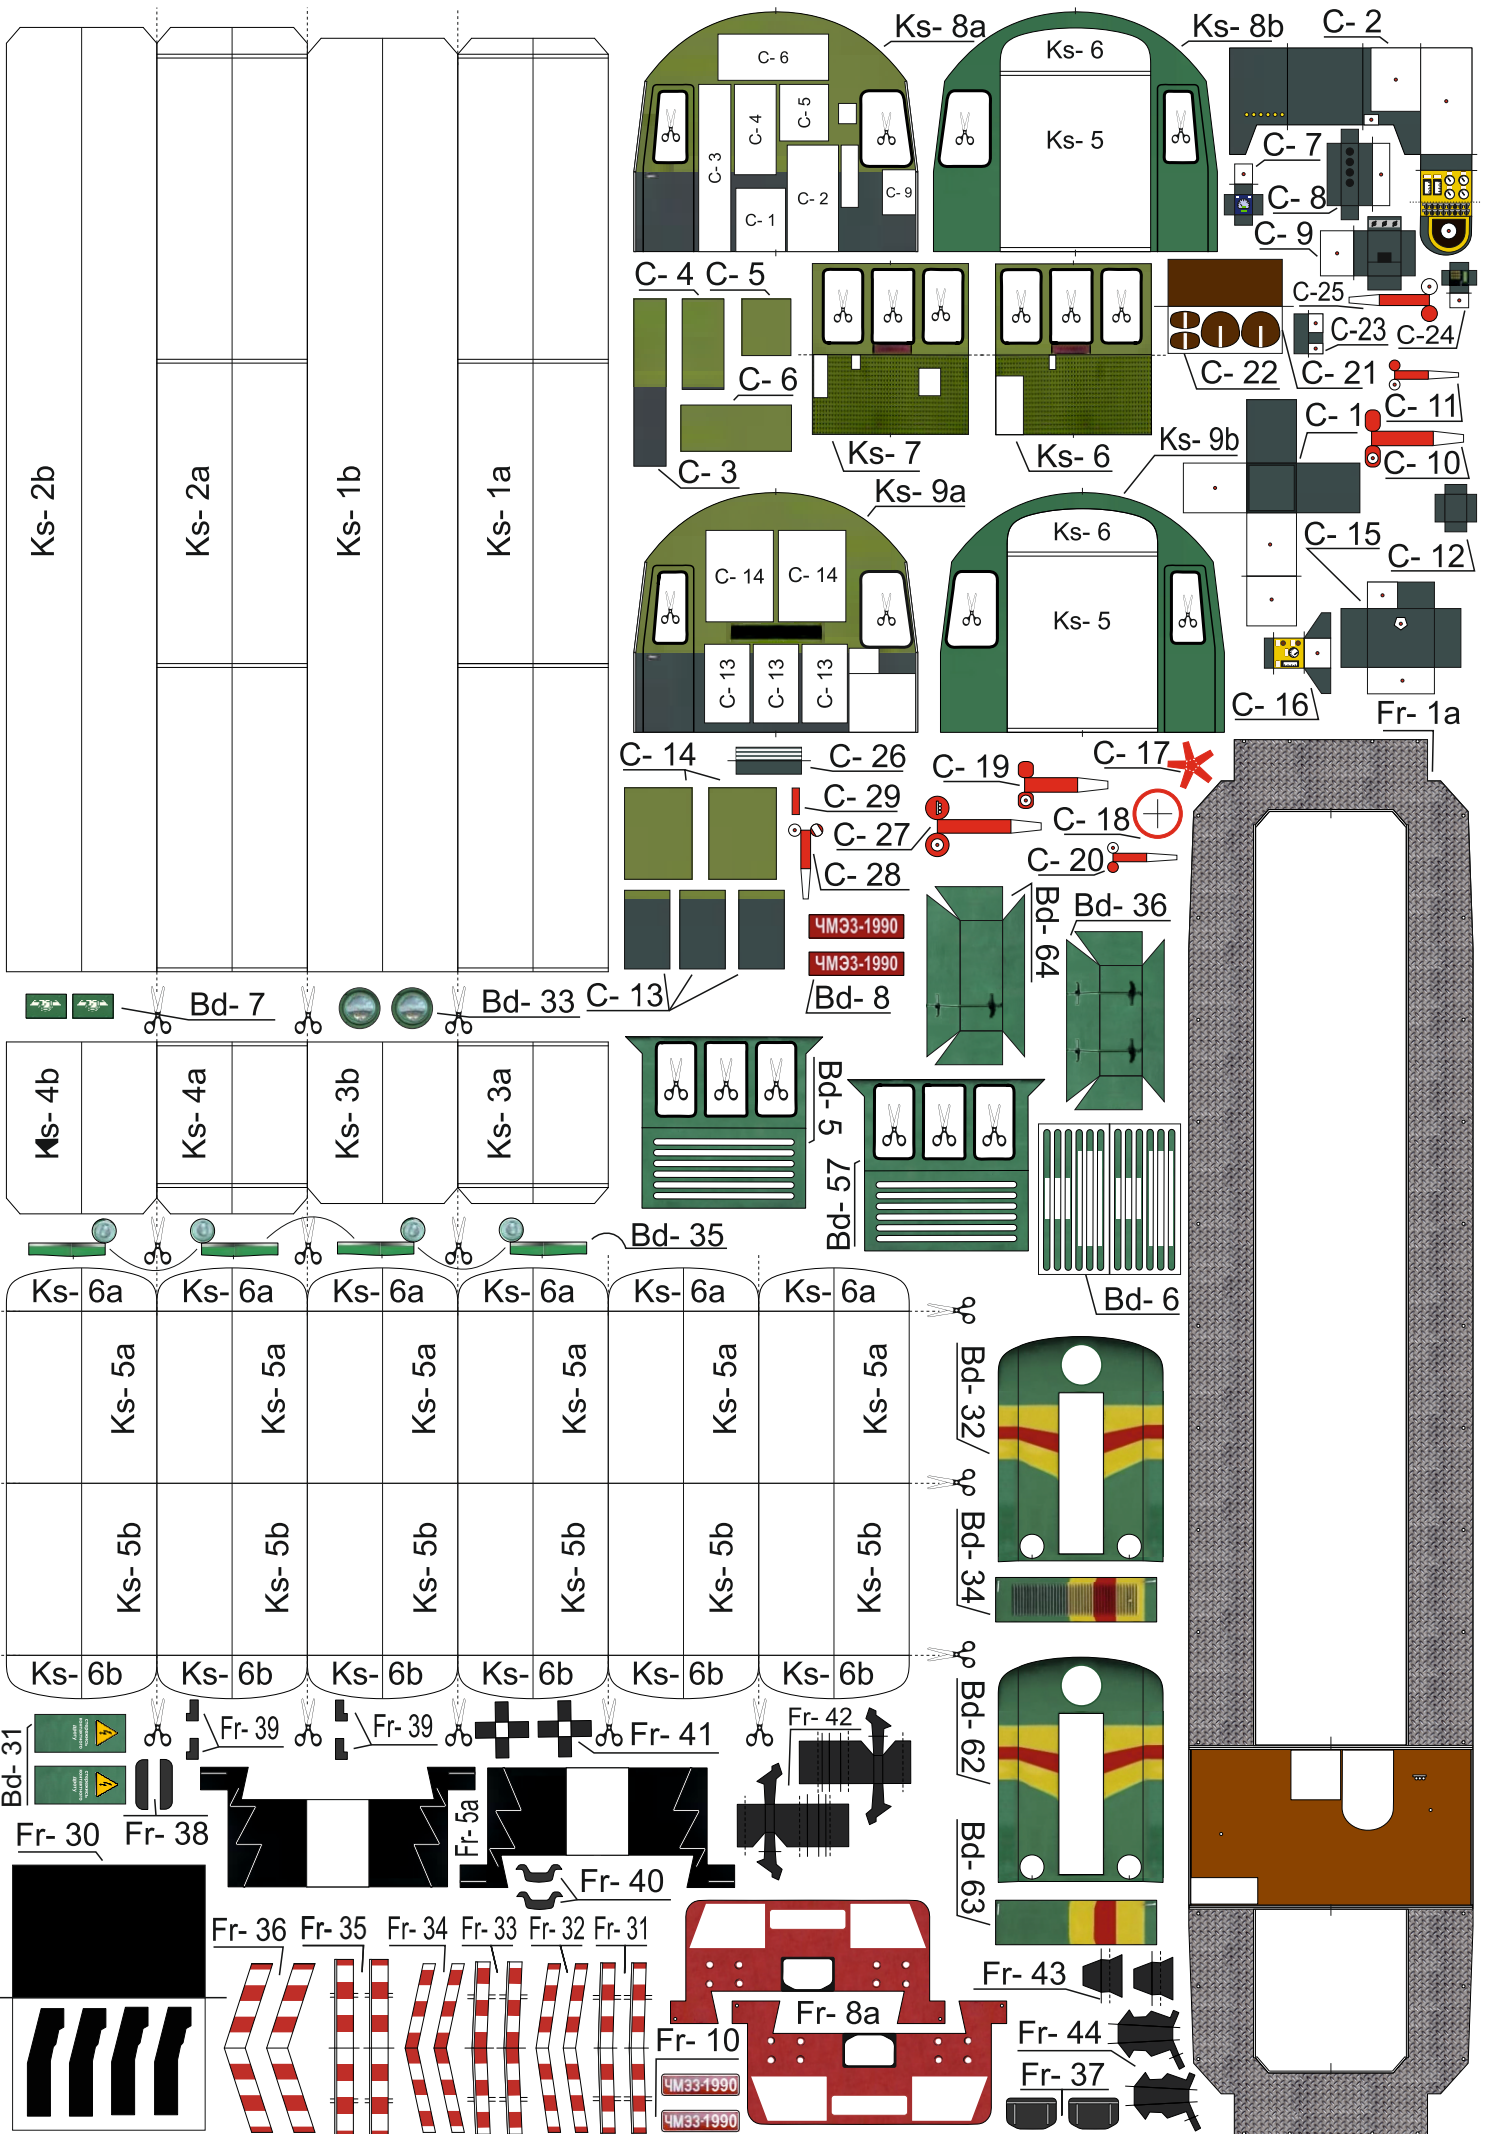 Ks- 8a
Ks- 8b
C- 2
C- 6
Ks- 6
C- 5
C- 4
C- 3
C- 2
C- 1
C- 9
Ks- 5
C- 7
C- 8
C- 9
C- 4
C- 5
C-25
C-23
C-24
C- 6
C- 22
C- 21
C- 11
C- 3
Ks- 7
Ks- 6
Ks- 9b
C- 1
C- 10
Ks- 2b
Ks- 2a
Ks- 1b
Ks- 1a
Ks- 9a
C- 14
C- 14
Ks- 6
C- 15
C- 12
Ks- 5
C- 13
C- 13
C- 13
C- 16
Fr- 1a
C- 14
C- 26
C- 19
C- 17
C- 29
C- 27
C- 18
C- 28
C- 20
Bd- 64
Bd- 36
ЧМЭ3-1990
ЧМЭ3-1990
Bd- 7
Bd- 33
C- 13
Bd- 8
Ks- 4b
Ks- 4a
Ks- 3b
Ks- 3a
Bd- 5
Bd- 57
Bd- 35
Bd- 6
Ks- 6a
Ks- 6a
Ks- 6a
Ks- 6a
Ks- 6a
Ks- 6a
Ks- 5a
Ks- 5a
Ks- 5a
Ks- 5a
Ks- 5a
Ks- 5a
Bd- 32
Ks- 5b
Ks- 5b
Ks- 5b
Ks- 5b
Ks- 5b
Ks- 5b
Bd- 34
Ks- 6b
Ks- 6b
Ks- 6b
Ks- 6b
Ks- 6b
Ks- 6b
Bd- 62
Bd- 31
Fr- 39
Fr- 39
Fr- 41
Fr- 42
Fr- 30
Fr- 38
Fr- 5a
Fr- 40
Bd- 63
Fr- 36
Fr- 35
Fr- 34
Fr- 33
Fr- 32
Fr- 31
Fr- 43
Fr- 8a
Fr- 10
Fr- 44
Fr- 37
ЧМЭ3-1990
ЧМЭ3-1990